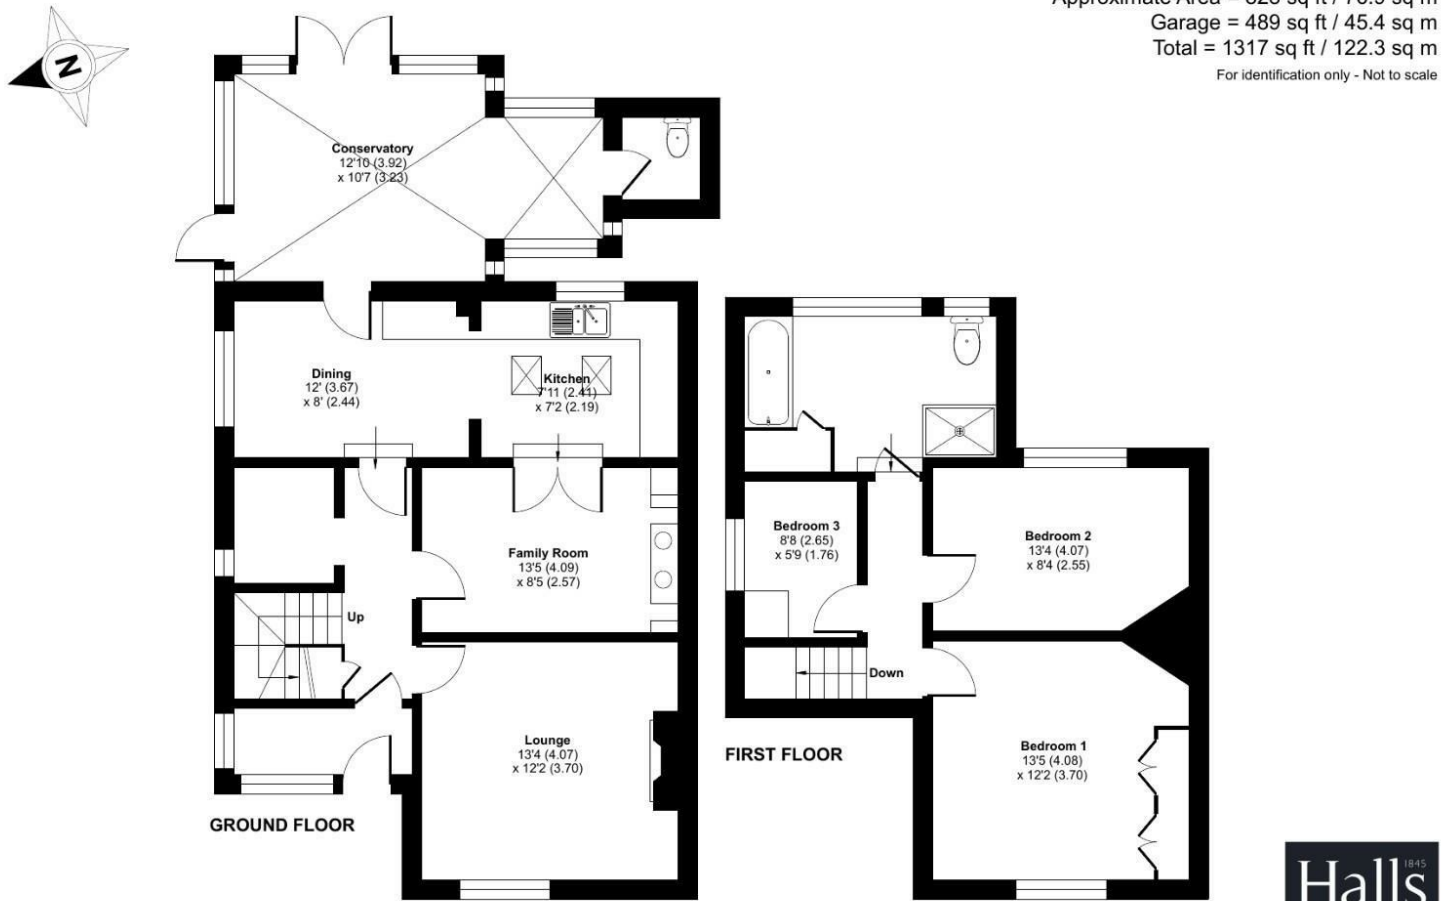 Garage = 489 sq ft / 45.4 sq m
Total = 1317 sq ft / 122.3 sq m
For identification only - Not to scale
N
Conservatory
12'10 (3.92)
x 10'7 (3.23)
Dining
12' (3.67)
x 8' (2.44)
Kitchen
7'11 (2.41)
x 7'2 (2.19)
Family Room
13'5 (4.09)
x 8'5 (2.57)
Up
Lounge
13'4 (4.07)
x 12'2 (3.70)
GROUND FLOOR
Bedroom 3
8'8 (2.65)
x 5'9 (1.76)
Bedroom 2
13'4 (4.07)
x 8'4 (2.55)
Down
Bedroom 1
13'5 (4.08)
x 12'2 (3.70)
FIRST FLOOR
1845
Halls